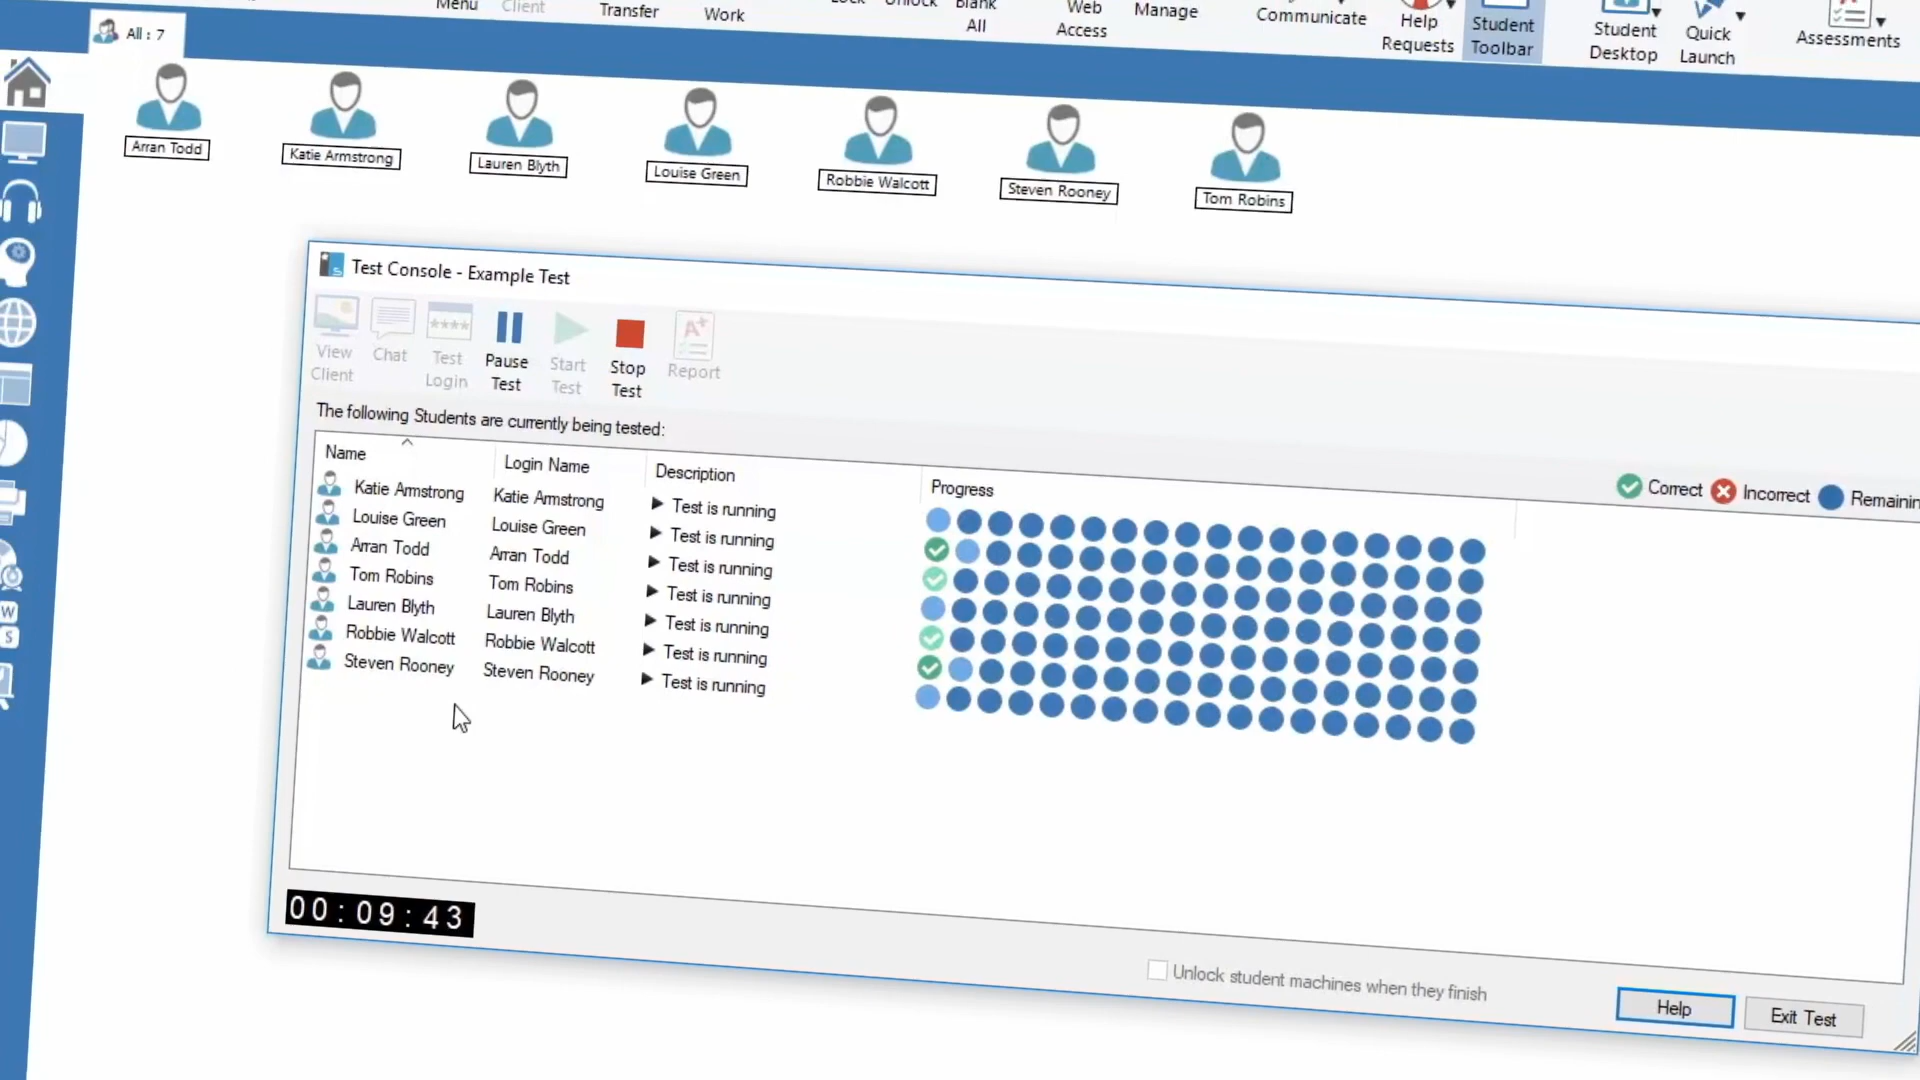 Menu
Client
Transfer
Work
Blank
All
Web
Access
Manage
Communicate
Help
Requests
Student
Toolbar
Student
Desktop
Quick
Launch
Assessments
All : 7
Arran Todd
Katie Armstrong
Lauren Blyth
Louise Green
Robbie Walcott
Steven Rooney
Tom Robins
Test Console - Example Test
View
Client
Chat
Test
Login
Pause
Test
Start
Test
Stop
Test
Report
The following Students are currently being tested:
Correct Incorrect
Name Login Name Description Progress
Katie Armstrong Katie Armstrong Test is running
Louise Green Louise Green Test is running
Arran Todd Arran Todd Test is running
Tom Robins Tom Robins Test is running
Lauren Blyth Lauren Blyth Test is running
Robbie Walcott Robbie Walcott Test is running
Steven Rooney Steven Rooney Test is running
00:09:43
Unlock student machines when they finish
Help
Exit Test